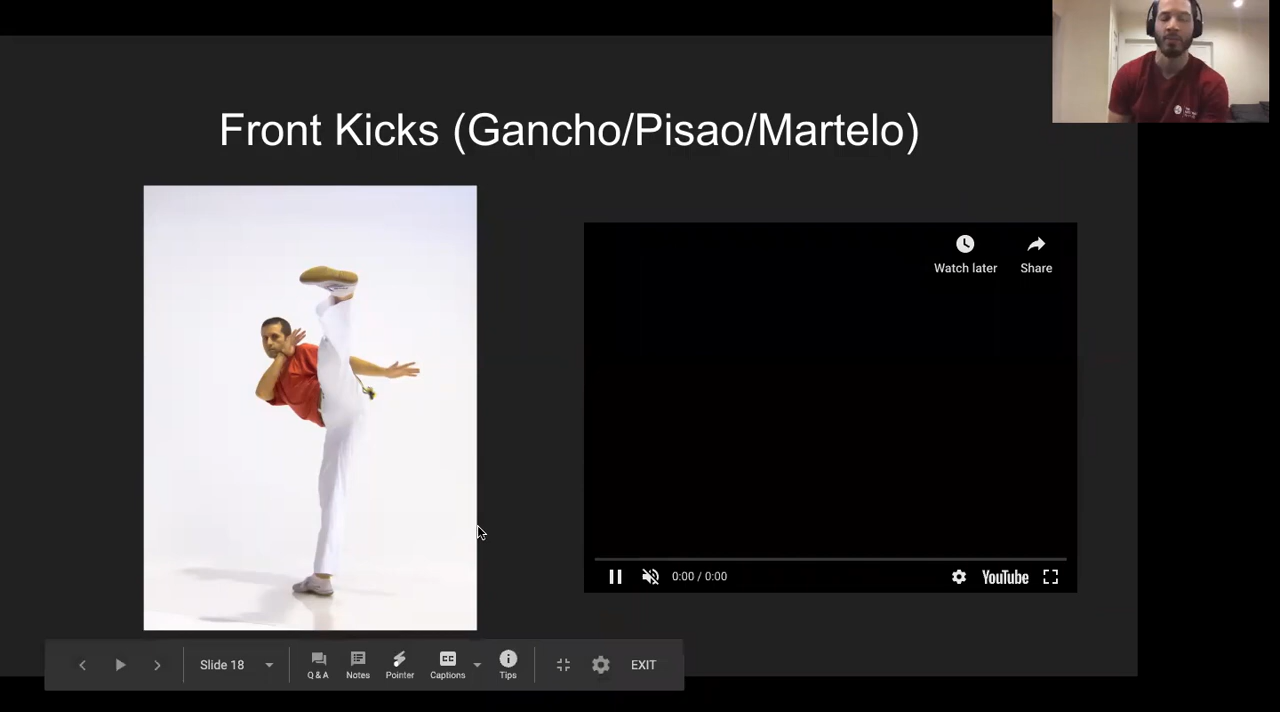 Front Kicks (Gancho/Pisao/Martelo)
Watch later
Share
0:00 / 0:00
YouTube
Slide 18
Q & A
Notes
Pointer
CC
Captions
Tips
EXIT